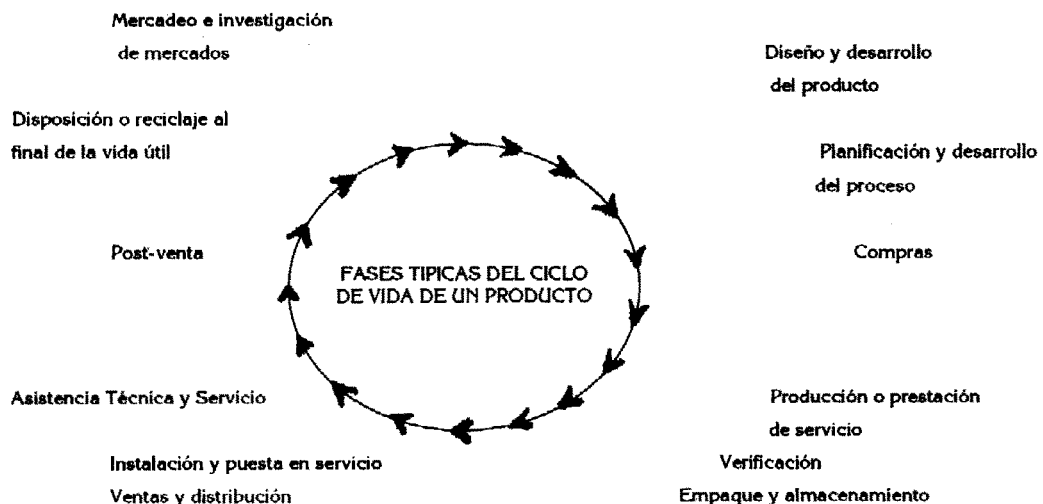 Mercadeo e investigación
de mercados
Diseño y desarrollo
del producto
Disposición o reciclaje al
final de la vida útil
Planificación y desarrollo
del proceso
Post-venta
Compras
FASES TIPICAS DEL CICLO
DE VIDA DE UN PRODUCTO
Asistencia Técnica y Servicio
Producción o prestación
de servicio
Instalación y puesta en servicio
Verificación
Ventas y distribución
Empaque y almacenamiento